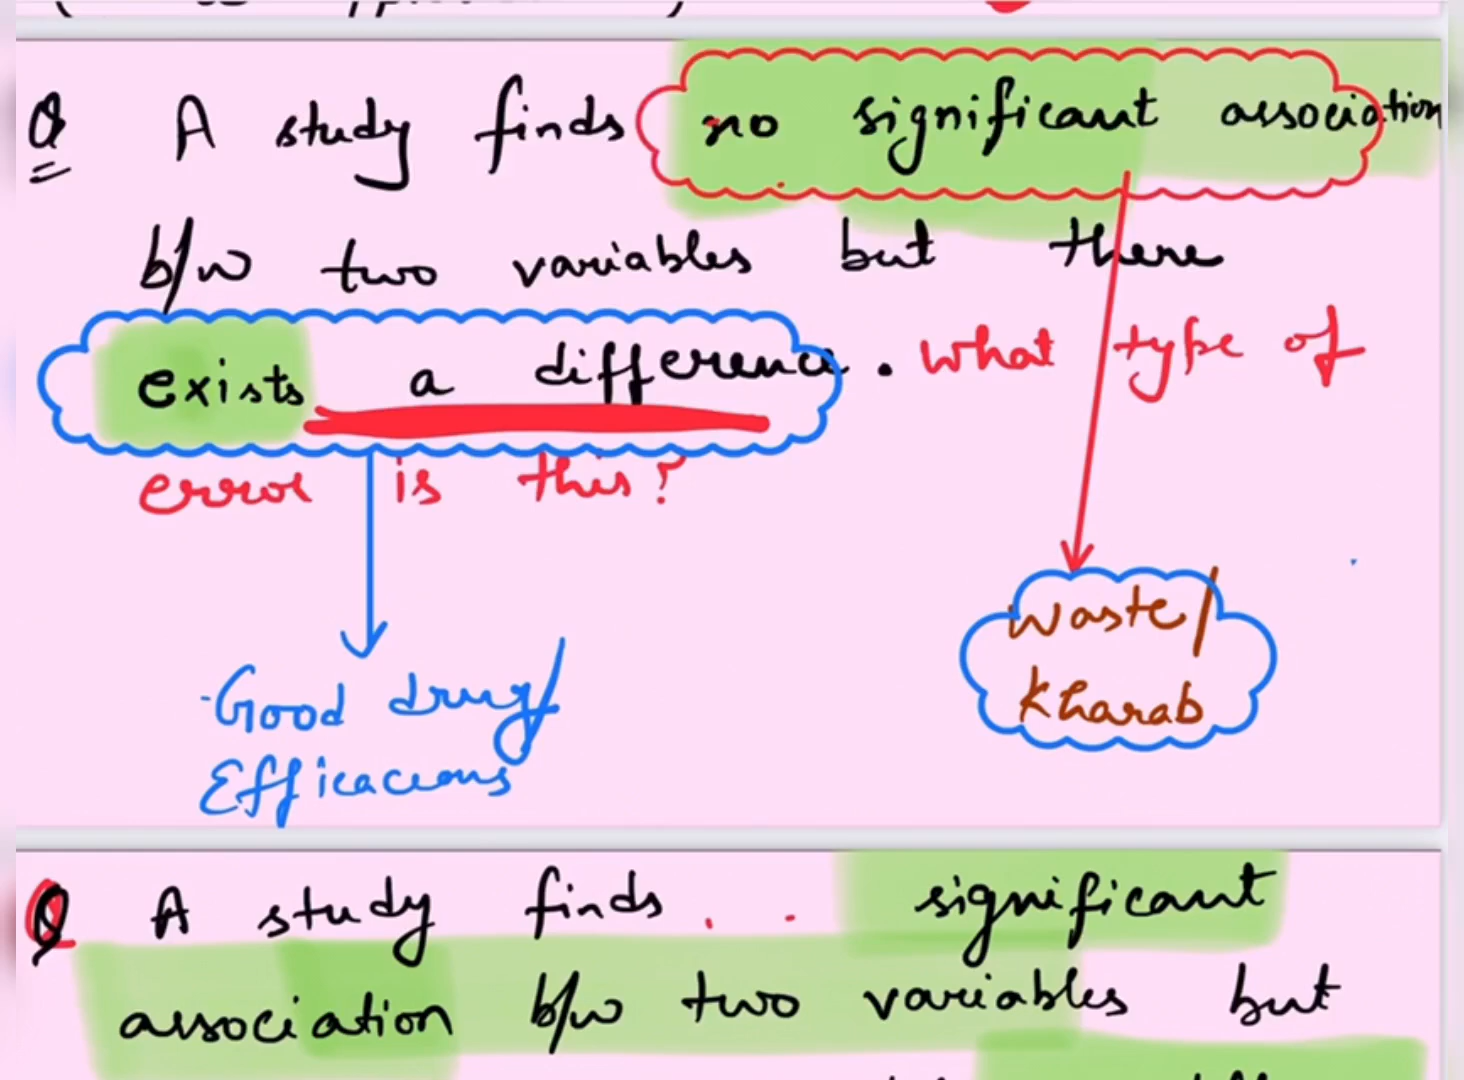 Q A study finds no significant association
b/w two variables but there
exists a difference. What type of
error is this?
waste/
Kharab
Good drug/
Efficaceous
Q A study finds significant
association b/w two variables but